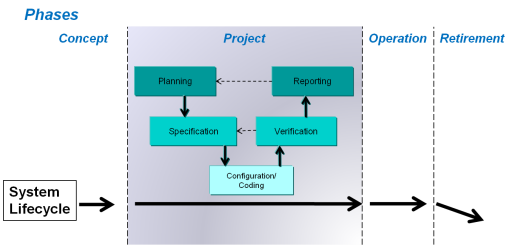 Phases
Concept
Project
Operation
Retirement
Planning
Reporting
Specification
Verification
Configuration/
Coding
System
Lifecycle